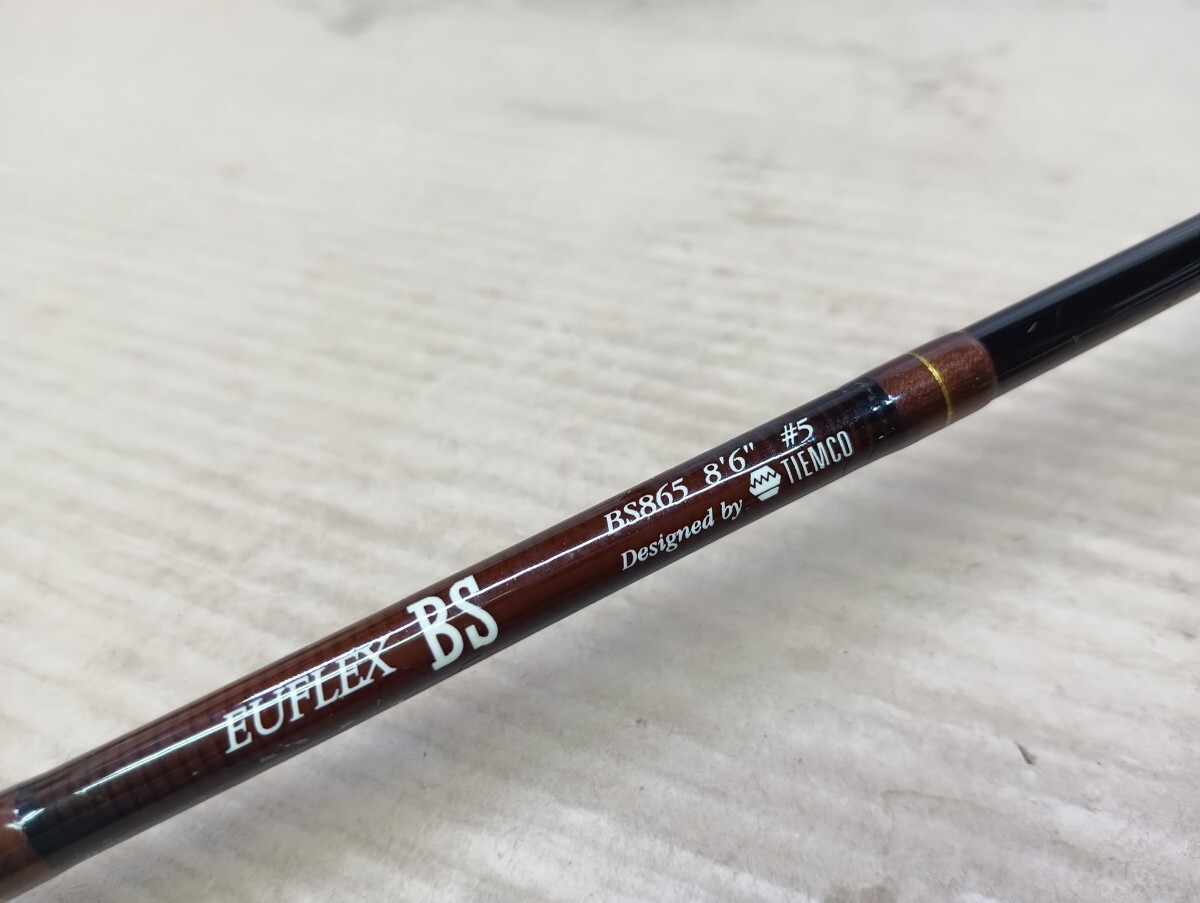 EUFLEX BS
BS865 8'6" #5
Designed by TIEMCO